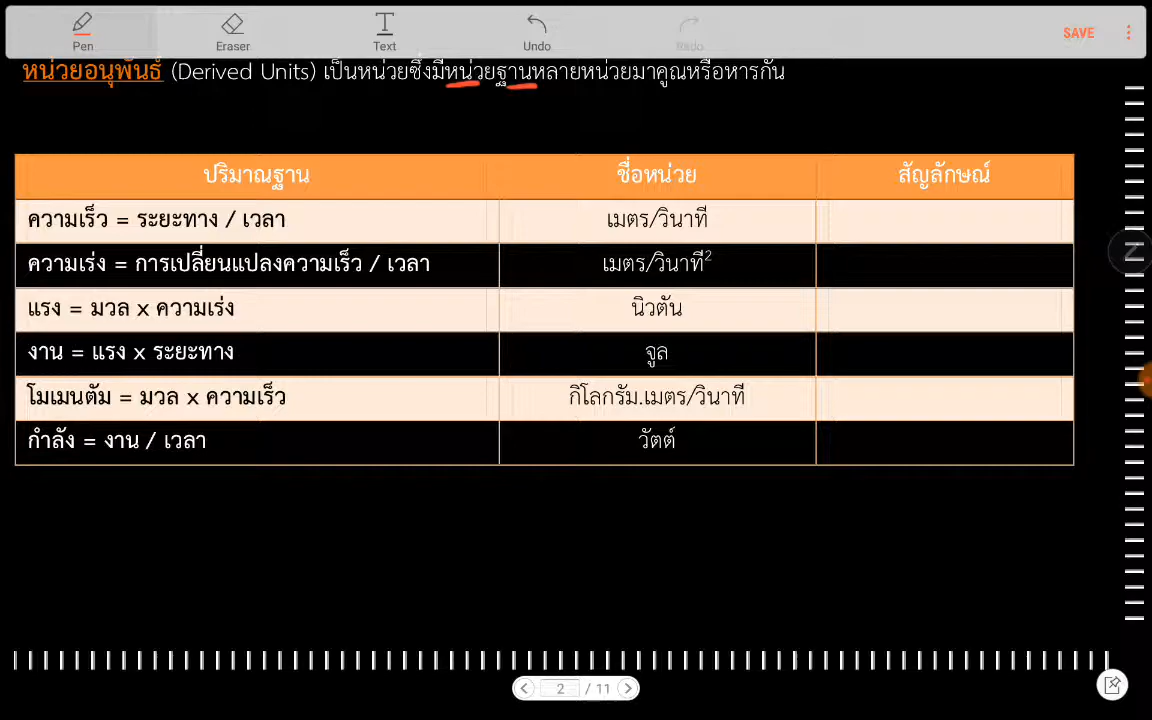 Pen Eraser Text Undo Redo SAVE
หน่วยอนุพันธ์ (Derived Units) เป็นหน่วยซึ่งมีหน่วยฐานหลายหน่วยมาคูณหรือหารกัน
ปริมาณฐาน ชื่อหน่วย สัญลักษณ์
ความเร็ว = ระยะทาง / เวลา เมตร/วินาที
ความเร่ง = การเปลี่ยนแปลงความเร็ว / เวลา เมตร/วินาที²
แรง = มวล x ความเร่ง นิวตัน
งาน = แรง x ระยะทาง จูล
โมเมนตัม = มวล x ความเร็ว กิโลกรัม.เมตร/วินาที
กำลัง = งาน / เวลา วัตต์
2 / 11